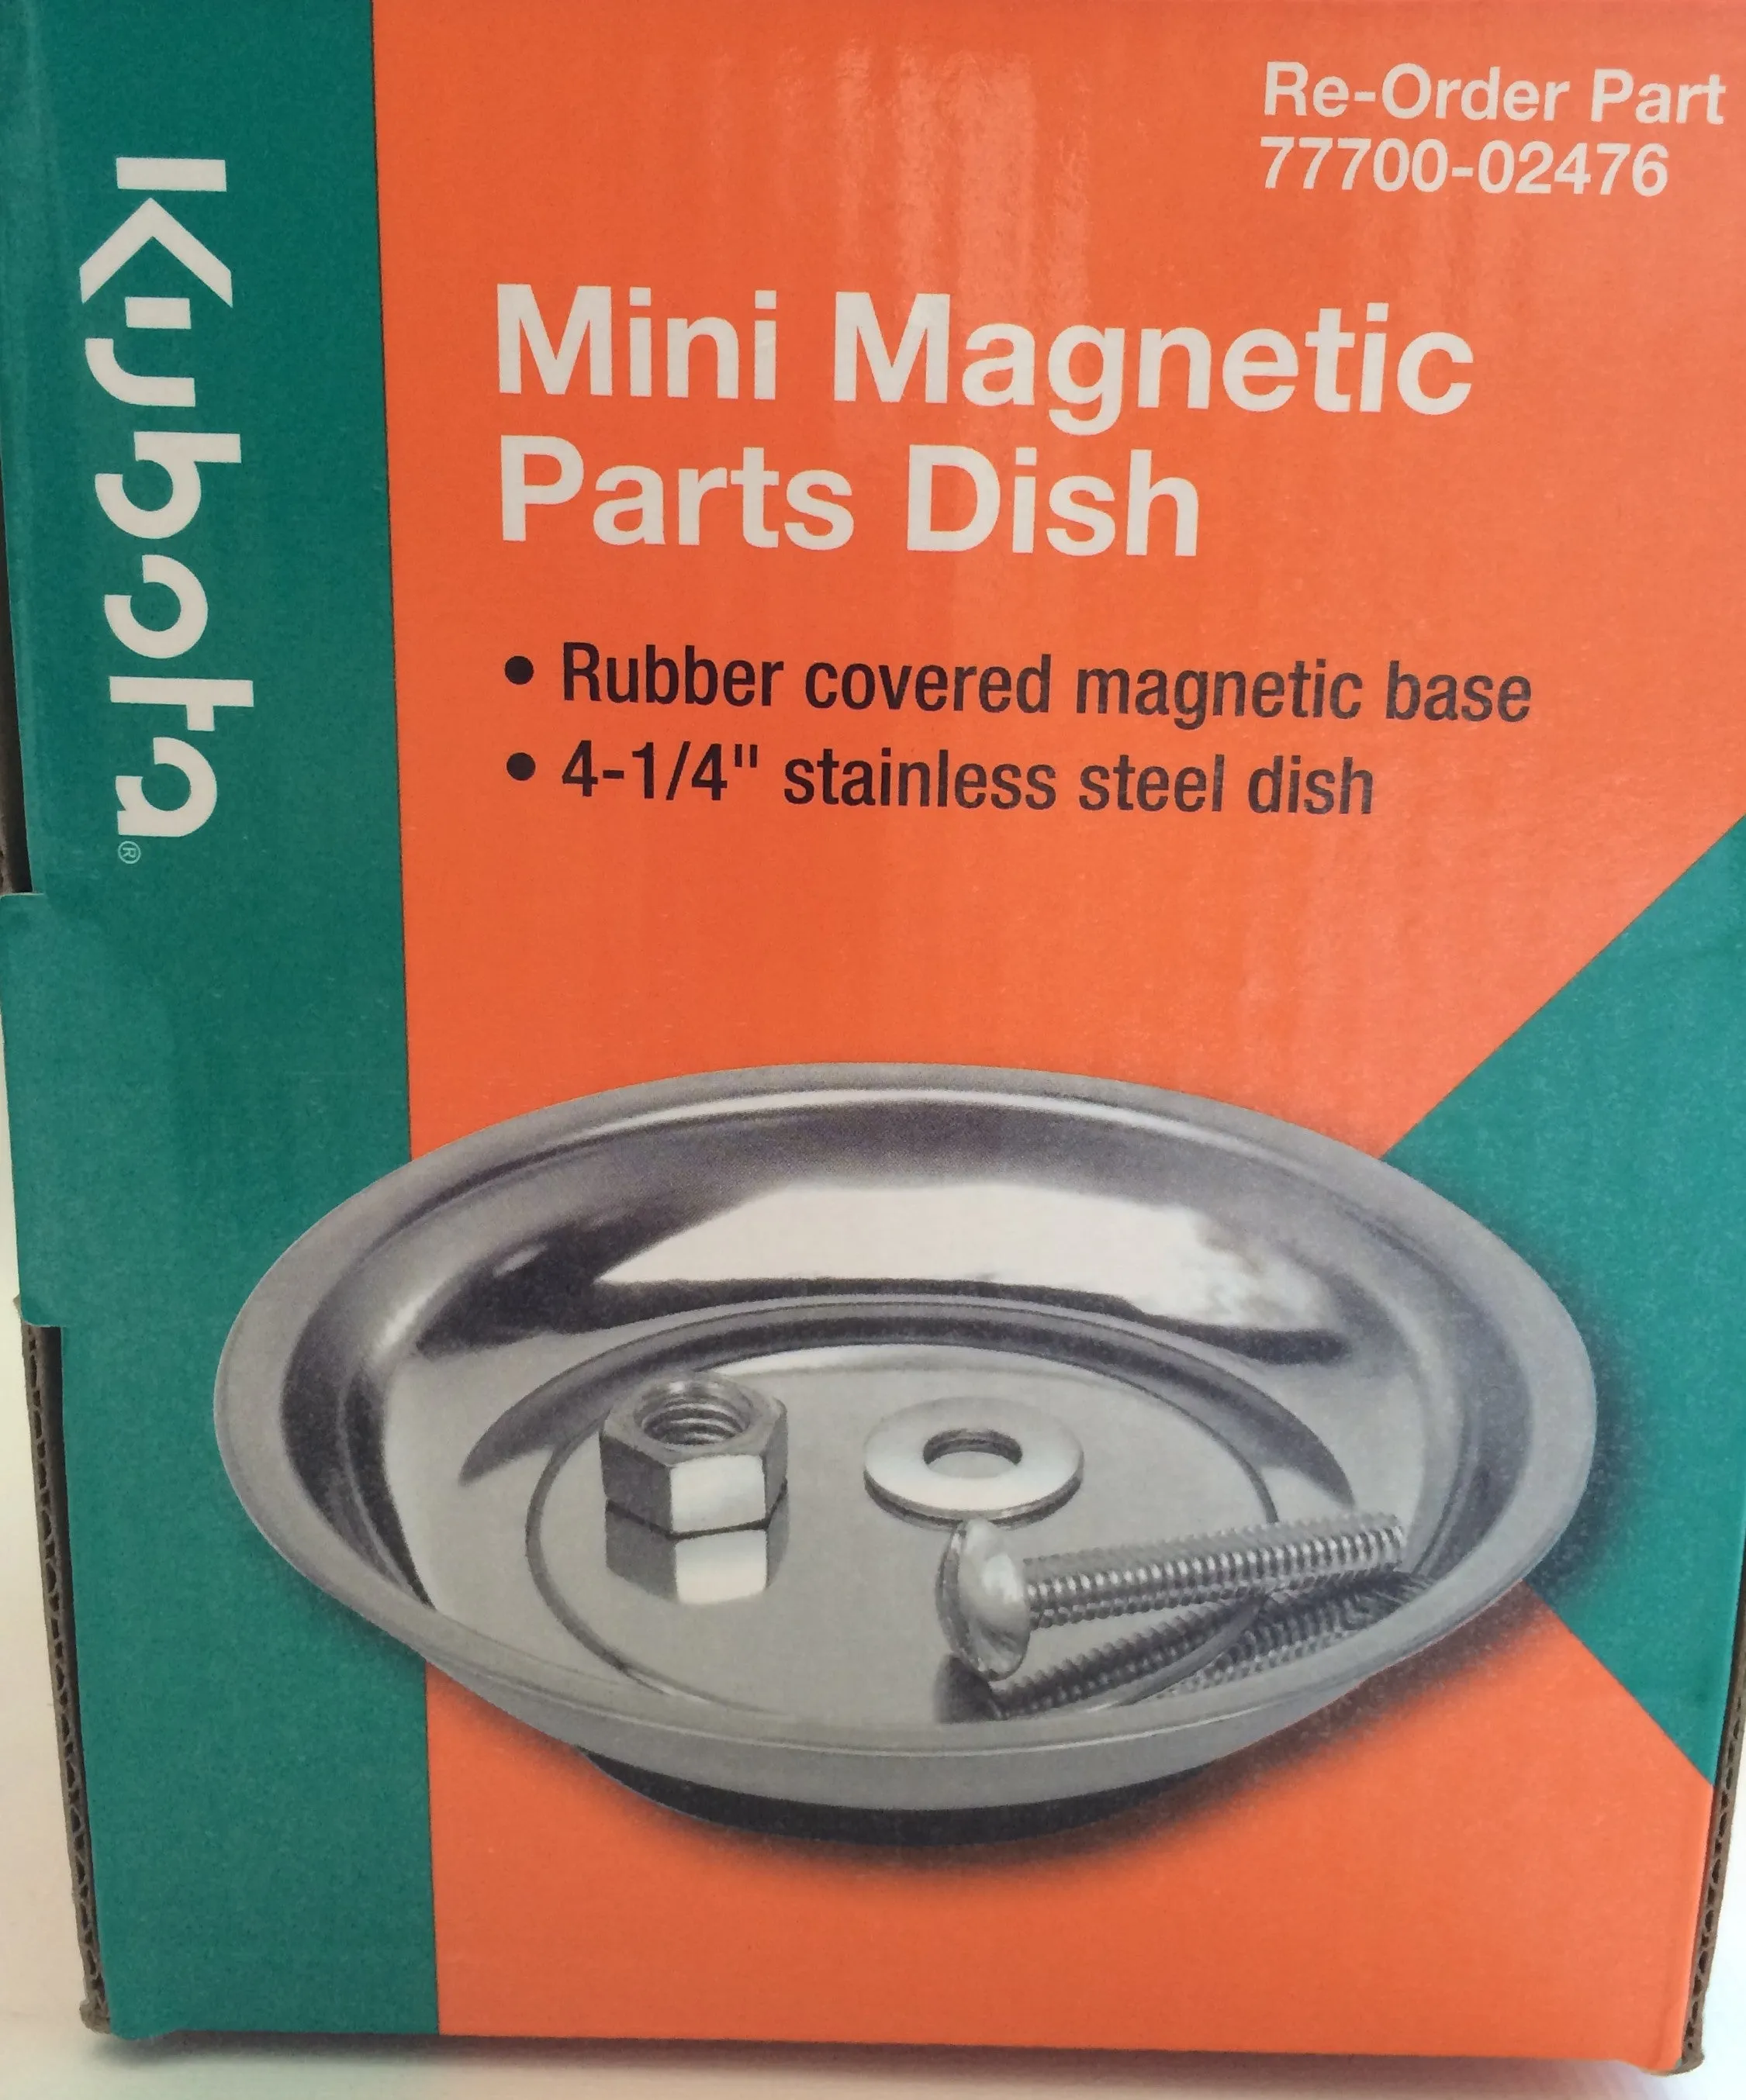 Kubota®
Re-Order Part
77700-02476
Mini Magnetic
Parts Dish
• Rubber covered magnetic base
• 4-1/4" stainless steel dish